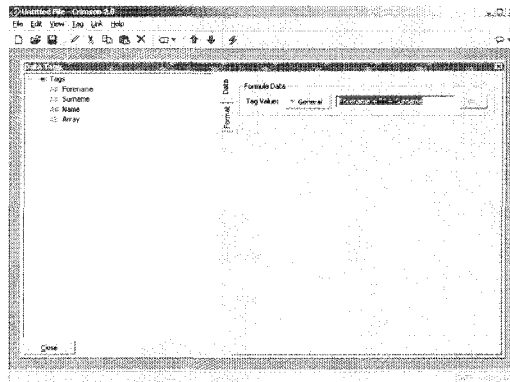 Untitled File - Crimson 2.0
File Edit View Tag Link Help
Tags
Forename
Surname
Name
Array
Data
Format
Formula Data
Tag Value:
General
Close